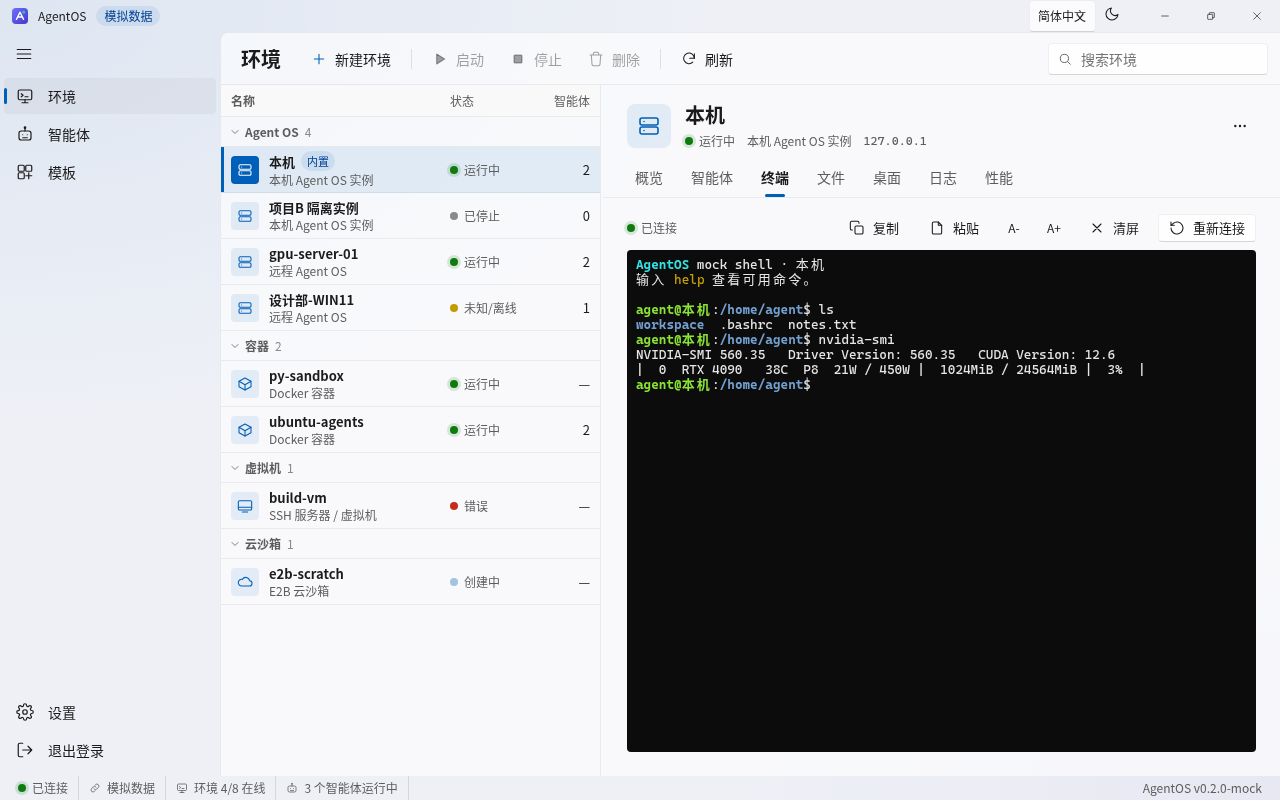 AgentOS 模拟数据 简体中文
环境 新建环境 启动 停止 删除 刷新 搜索环境
环境
智能体
模板
设置
退出登录
名称 状态 智能体
Agent OS 4
本机 内置 运行中 2
本机 Agent OS 实例
项目B 隔离实例 已停止 0
本机 Agent OS 实例
gpu-server-01 运行中 2
远程 Agent OS
设计部-WIN11 未知/离线 1
远程 Agent OS
容器 2
py-sandbox 运行中 —
Docker 容器
ubuntu-agents 运行中 2
Docker 容器
虚拟机 1
build-vm 错误 —
SSH 服务器 / 虚拟机
云沙箱 1
e2b-scratch 创建中 —
E2B 云沙箱
本机
运行中 本机 Agent OS 实例 127.0.0.1
概览 智能体 终端 文件 桌面 日志 性能
已连接 复制 粘贴 A- A+ 清屏 重新连接
AgentOS mock shell · 本机
输入 help 查看可用命令。
agent@本机:/home/agent$ ls
workspace .bashrc notes.txt
agent@本机:/home/agent$ nvidia-smi
NVIDIA-SMI 560.35 Driver Version: 560.35 CUDA Version: 12.6
| 0 RTX 4090 38C P8 21W / 450W | 1024MiB / 24564MiB | 3% |
agent@本机:/home/agent$
已连接 模拟数据 环境 4/8 在线 3 个智能体运行中 AgentOS v0.2.0-mock